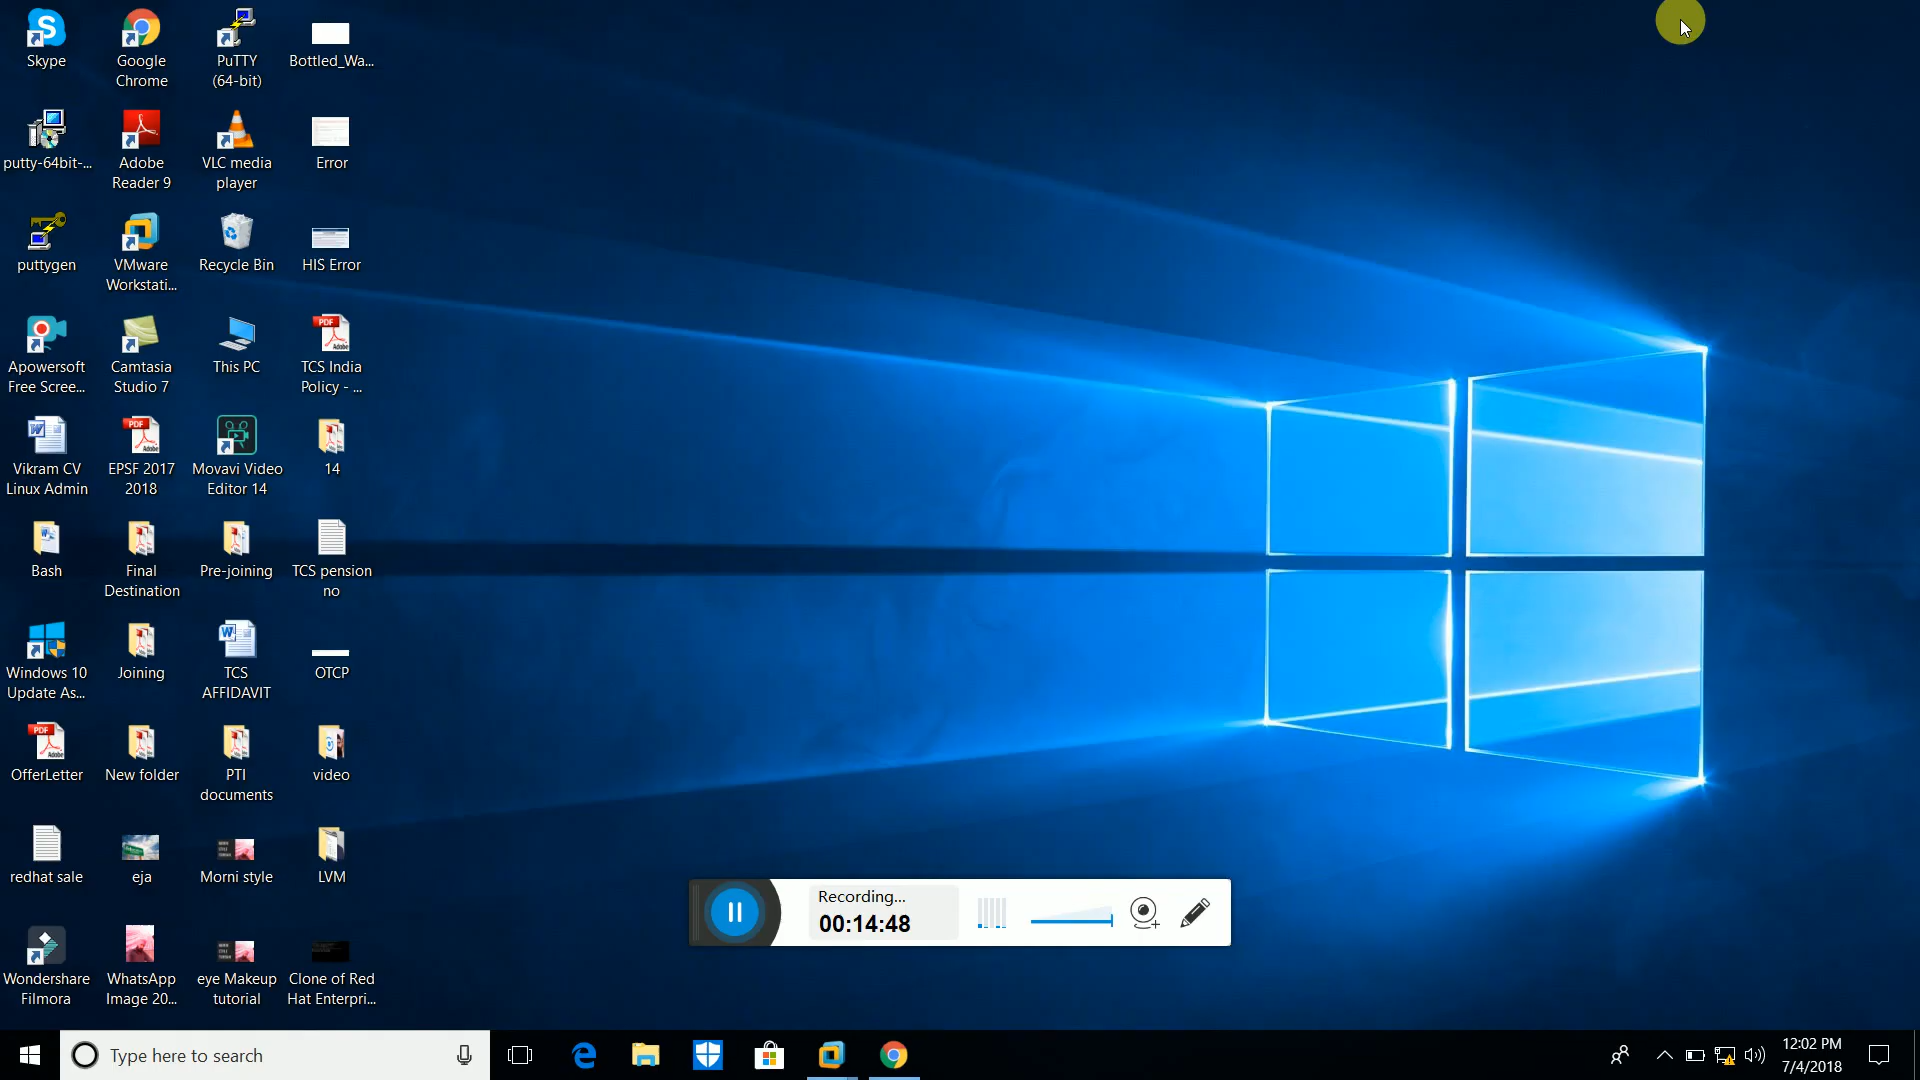 Skype
Google
Chrome
PuTTY
(64-bit)
Bottled_Wa...
putty-64bit-...
Adobe
Reader 9
VLC media
player
Error
puttygen
VMware
Workstati...
Recycle Bin
HIS Error
Apowersoft
Free Scree...
Camtasia
Studio 7
This PC
TCS India
Policy - ...
Vikram CV
Linux Admin
EPSF 2017
2018
Movavi Video
Editor 14
14
Bash
Final
Destination
Pre-joining
TCS pension
no
Windows 10
Update As...
Joining
TCS
AFFIDAVIT
OTCP
OfferLetter
New folder
PTI
documents
video
redhat sale
eja
Morni style
LVM
Wondershare
Filmora
WhatsApp
Image 20...
eye Makeup
tutorial
Clone of Red
Hat Enterpri...
Recording...
00:14:48
Type here to search
12:02 PM
7/4/2018